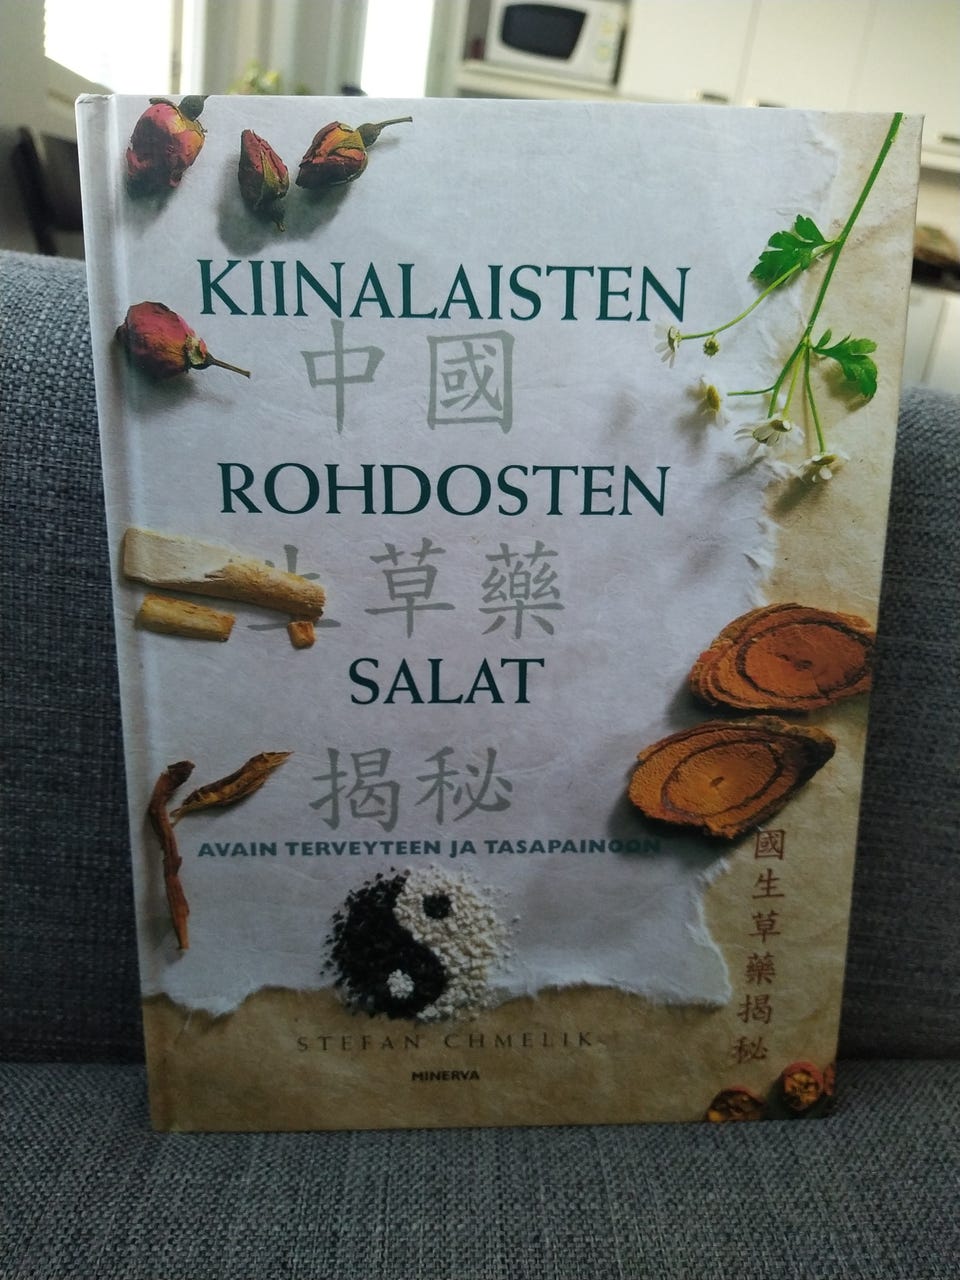 KIINALAISTEN
中國
ROHDOSTEN
生草藥
SALAT
揭秘
AVAIN TERVEYTEEN JA TASAPAINOON
STEFAN CHMELIK
MINERVA
國生草藥揭秘